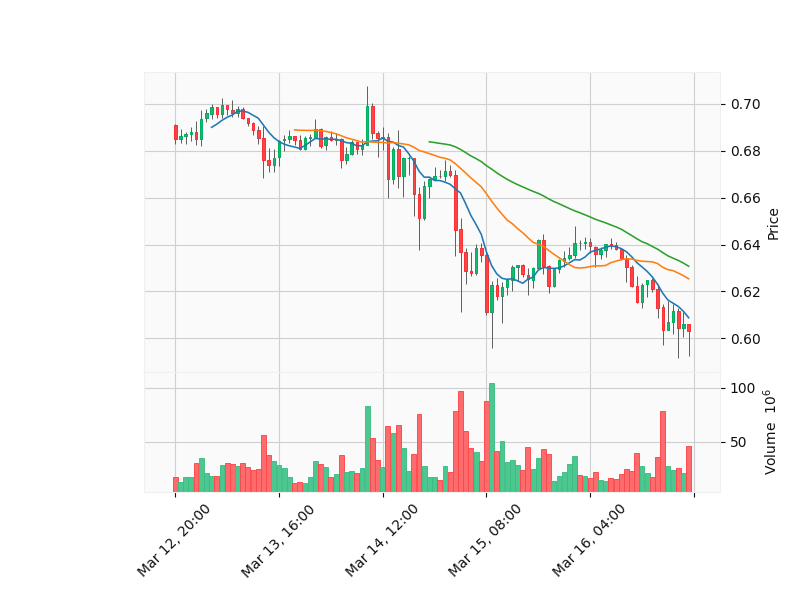 0.70
0.68
0.66
0.64
0.62
0.60
Price
100
50
Volume 10^6
Mar 12, 20:00
Mar 13, 16:00
Mar 14, 12:00
Mar 15, 08:00
Mar 16, 04:00